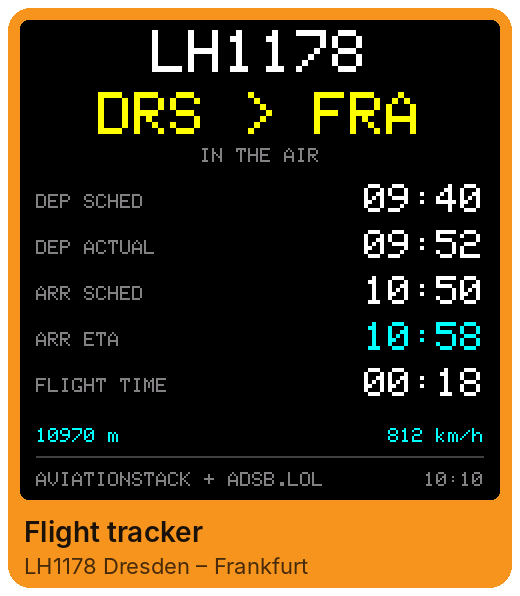 LH1178
DRS > FRA
IN THE AIR
DEP SCHED 09:40
DEP ACTUAL 09:52
ARR SCHED 10:50
ARR ETA 10:58
FLIGHT TIME 00:18
10970 m 812 km/h
AVIATIONSTACK + ADSB.LOL 10:10
Flight tracker
LH1178 Dresden – Frankfurt